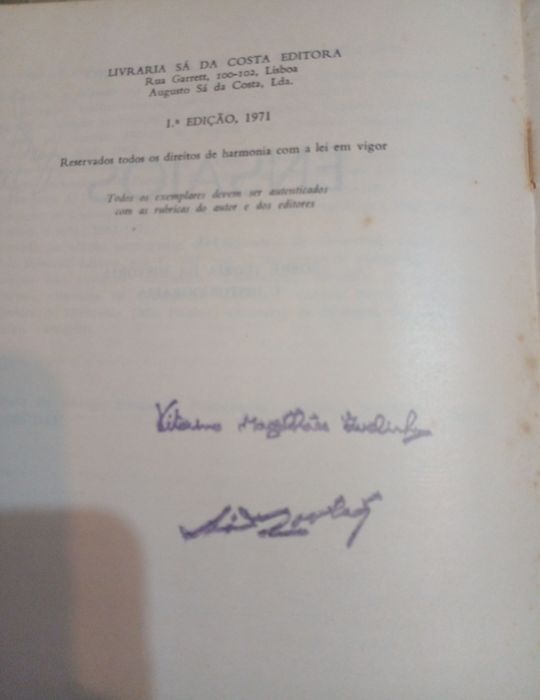 LIVRARIA SÁ DA COSTA EDITORA
Rua Garrett, 100-102, Lisboa
Augusto Sá da Costa, Lda.
1.ª EDIÇÃO, 1971
Reservados todos os direitos de harmonia com a lei em vigor
Todos os exemplares devem ser autenticados
com as rubricas do autor e dos editores
ENSAIOS
Vitorino Magalhães Godinho